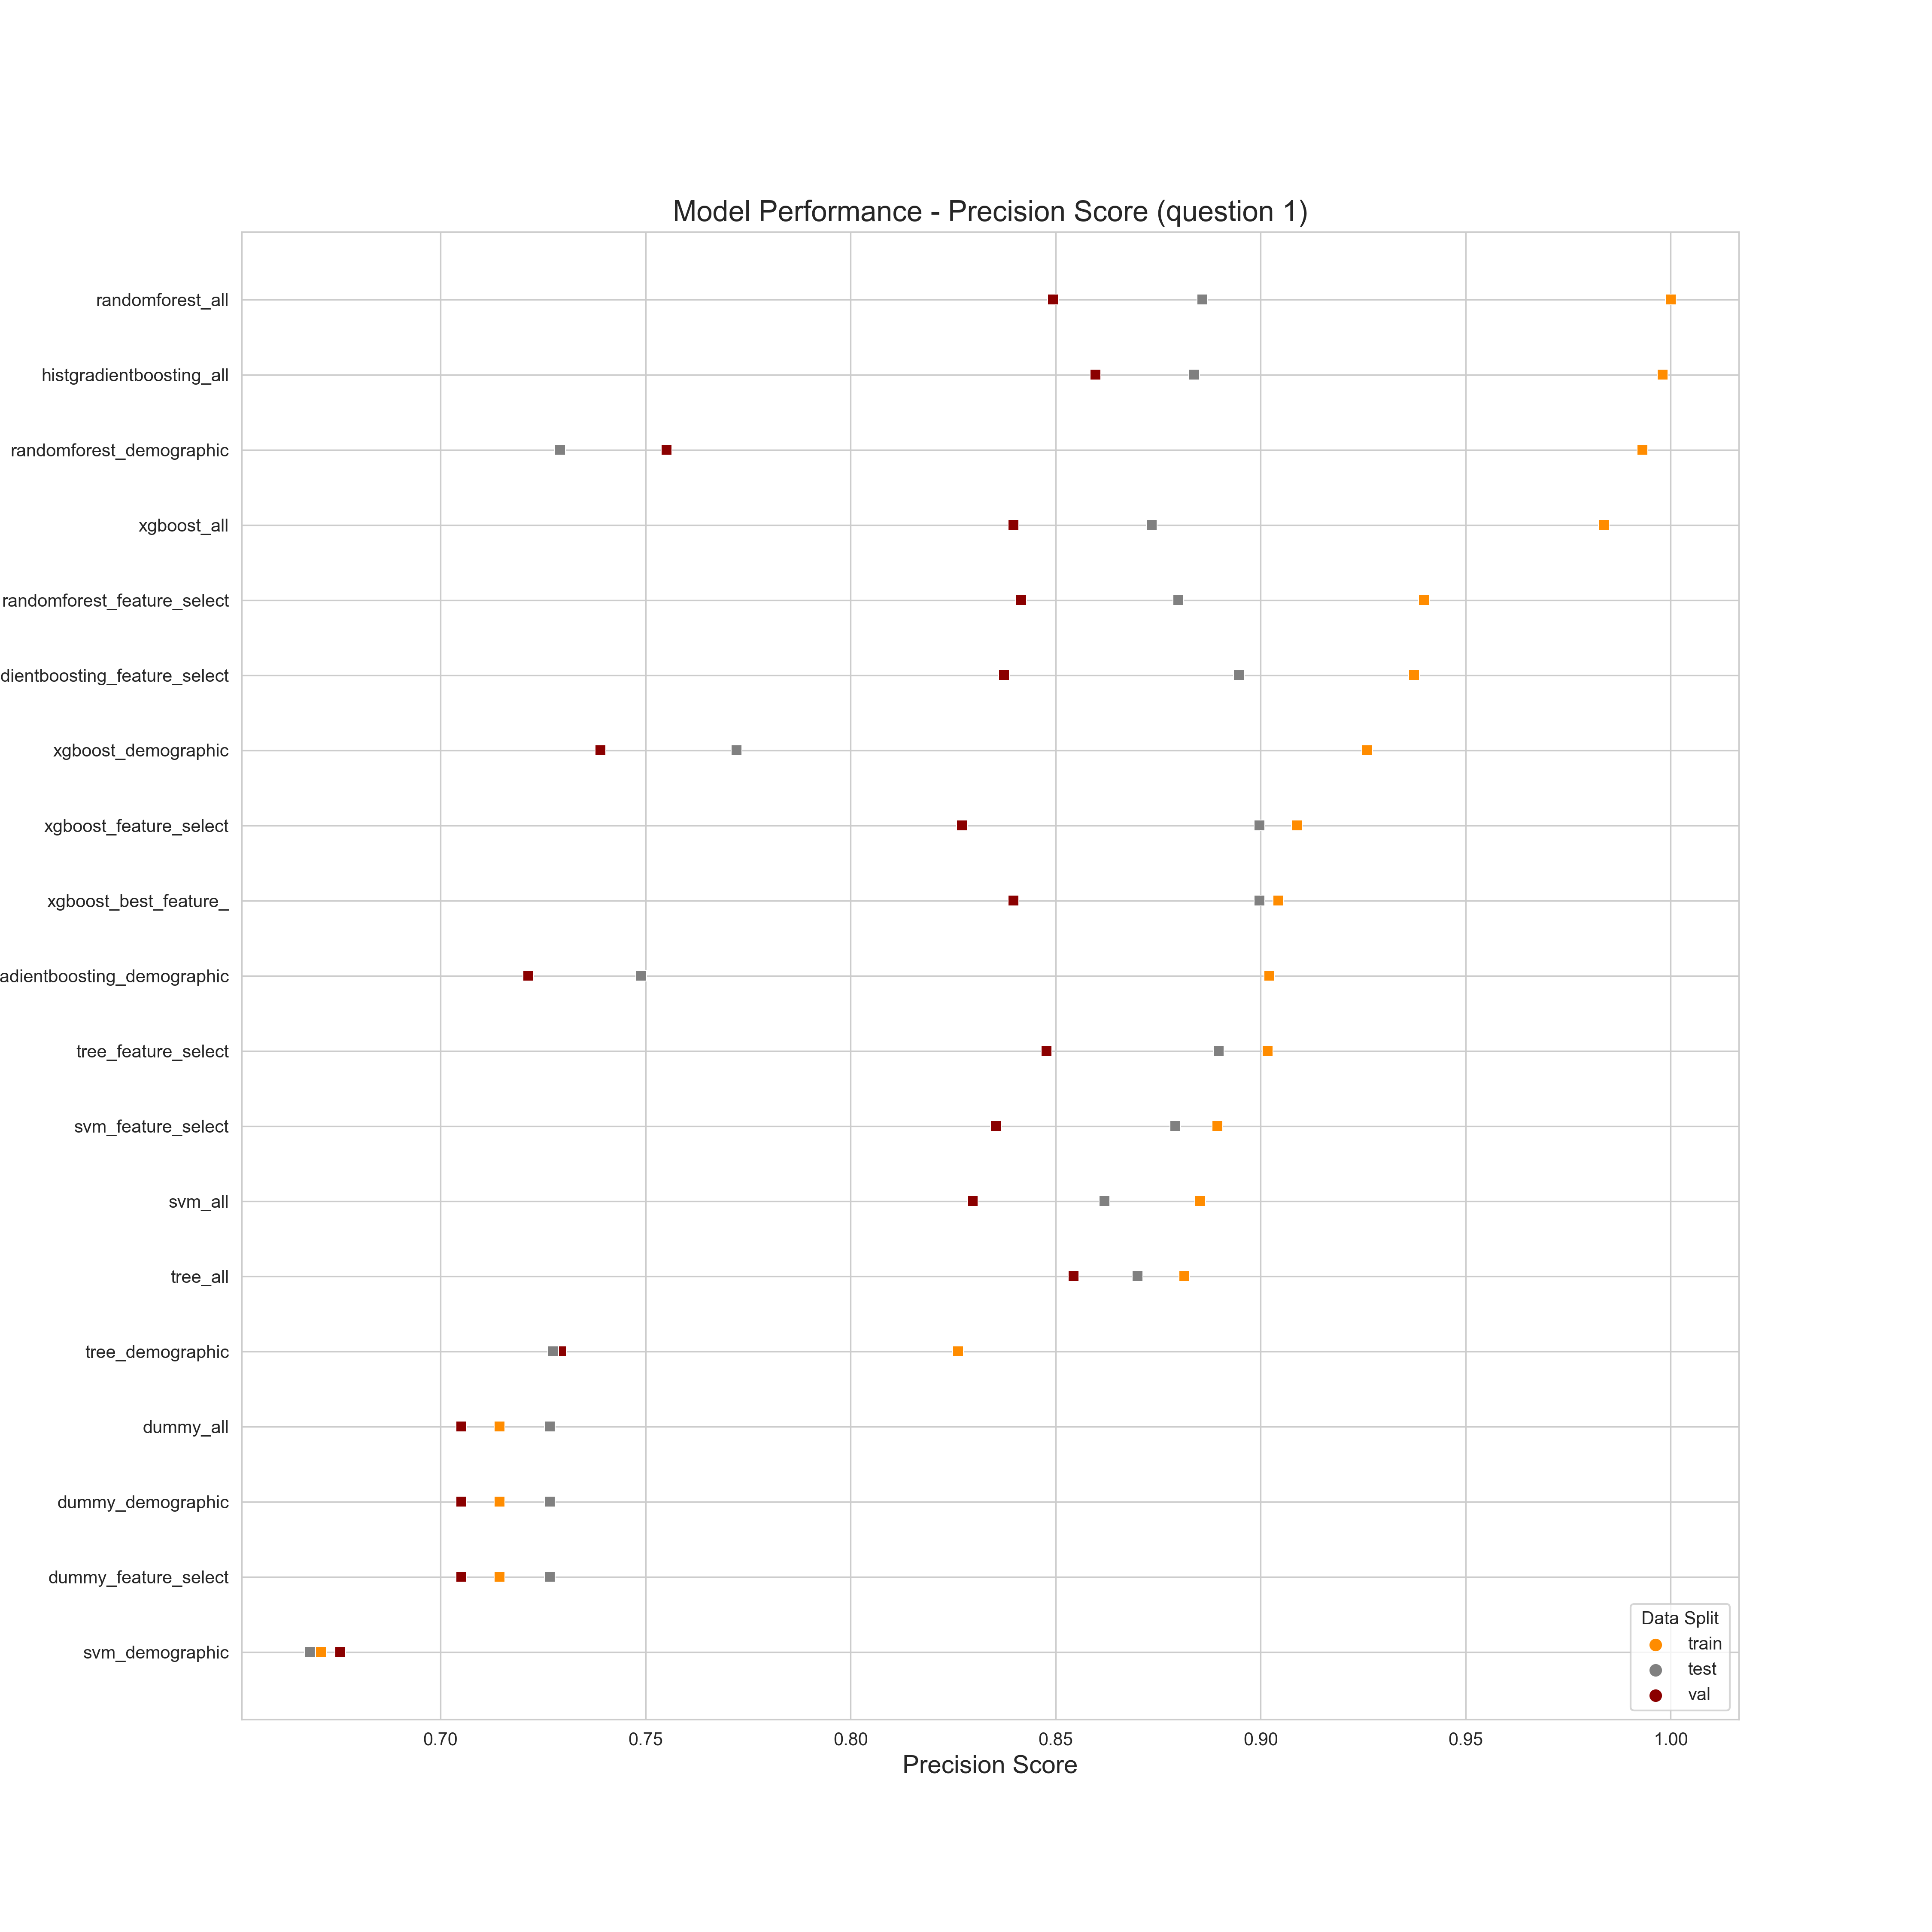 Model Performance - Precision Score (question 1)
randomforest_all
histgradientboosting_all
randomforest_demographic
xgboost_all
randomforest_feature_select
dientboosting_feature_select
xgboost_demographic
xgboost_feature_select
xgboost_best_feature_
adientboosting_demographic
tree_feature_select
svm_feature_select
svm_all
tree_all
tree_demographic
dummy_all
dummy_demographic
dummy_feature_select
svm_demographic
Data Split
train
test
val
0.70 0.75 0.80 0.85 0.90 0.95 1.00
Precision Score